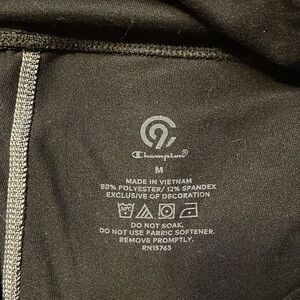 Champion®
M
MADE IN VIETNAM
88% POLYESTER/ 12% SPANDEX
EXCLUSIVE OF DECORATION
DO NOT SOAK.
DO NOT USE FABRIC SOFTENER.
REMOVE PROMPTLY.
RN15763